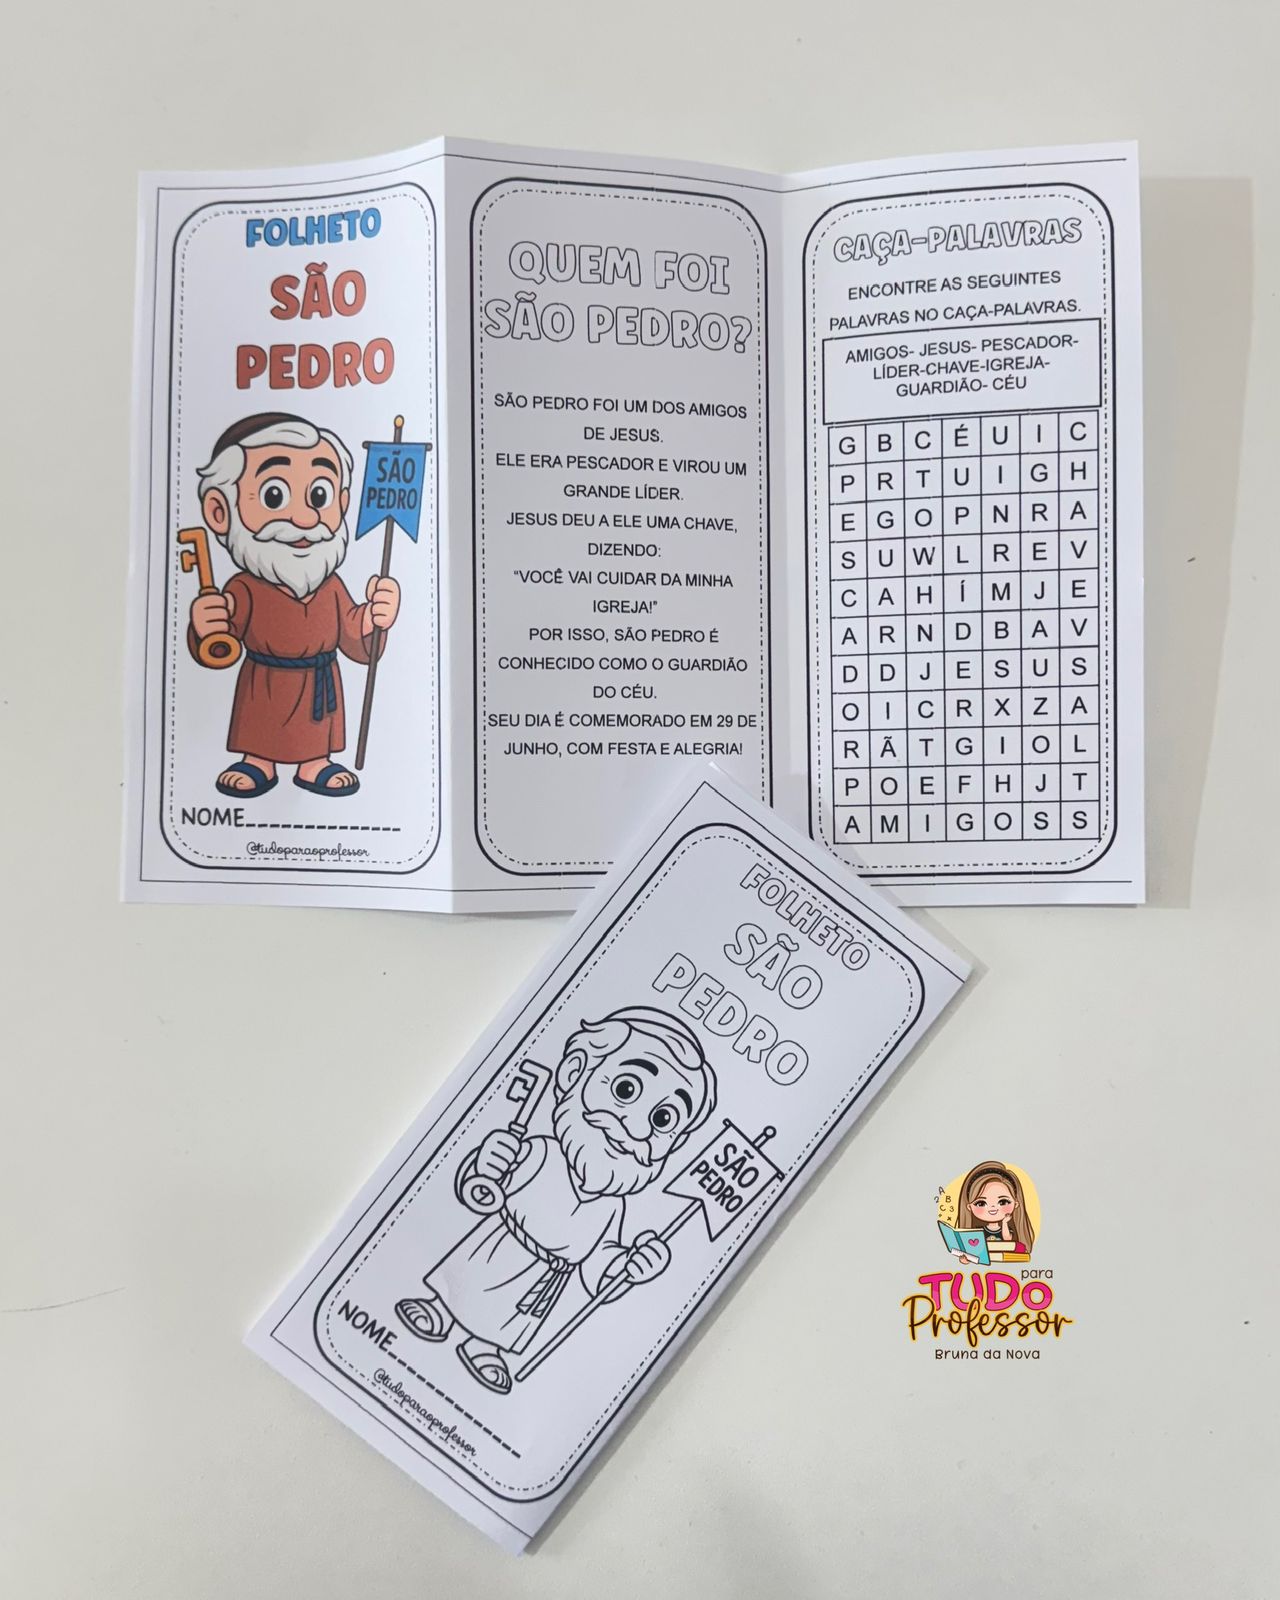 FOLHETO
SÃO
PEDRO
SÃO
PEDRO
NOME_______________
@tudoparaoprofessor
QUEM FOI
SÃO PEDRO?
SÃO PEDRO FOI UM DOS AMIGOS
DE JESUS.
ELE ERA PESCADOR E VIROU UM
GRANDE LÍDER.
JESUS DEU A ELE UMA CHAVE,
DIZENDO:
“VOCÊ VAI CUIDAR DA MINHA
IGREJA!”
POR ISSO, SÃO PEDRO É
CONHECIDO COMO O GUARDIÃO
DO CÉU.
SEU DIA É COMEMORADO EM 29 DE
JUNHO, COM FESTA E ALEGRIA!
CAÇA-PALAVRAS
ENCONTRE AS SEGUINTES
PALAVRAS NO CAÇA-PALAVRAS.
AMIGOS- JESUS- PESCADOR-
LÍDER-CHAVE-IGREJA-
GUARDIÃO- CÉU
G B C É U I C
P R T U I G H
E G O P N R A
S U W L R E V
C A H Í M J E
A R N D B A V
D D J E S U S
O I C R X Z A
R Ã T G I O L
P O E F H J T
A M I G O S S
FOLHETO
SÃO
PEDRO
SÃO
PEDRO
NOME_______________
@tudoparaoprofessor
A B C
2 3
para
TUDO
Professor
Bruna da Nova